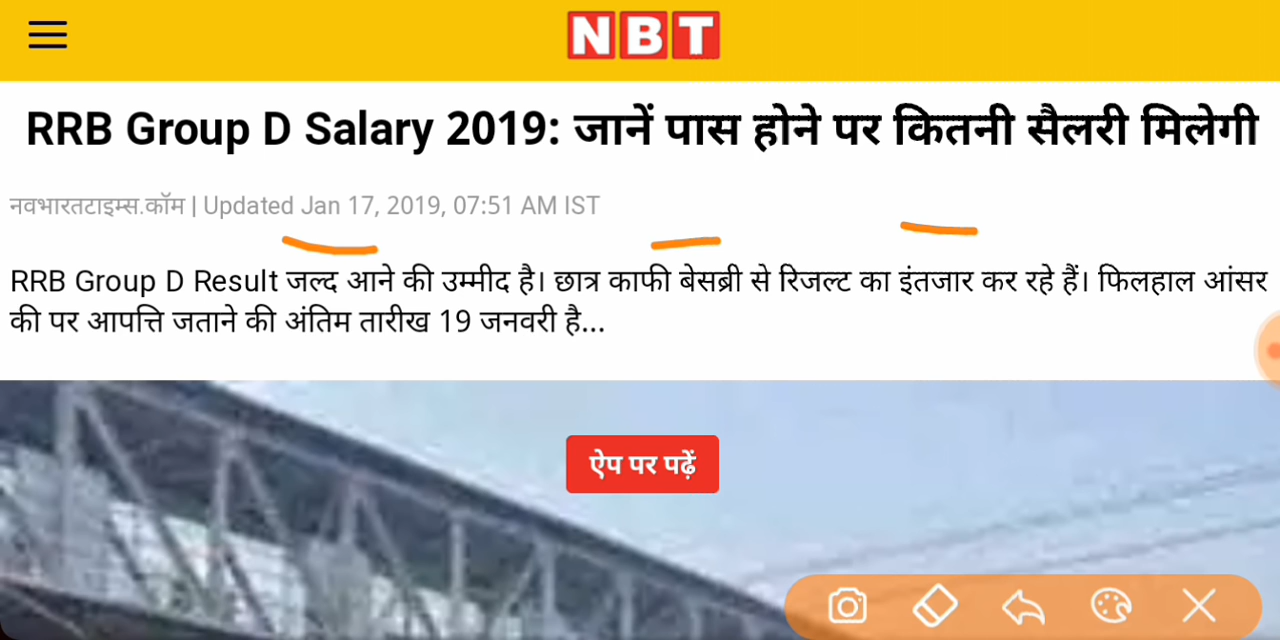 NBT
RRB Group D Salary 2019: जानें पास होने पर कितनी सैलरी मिलेगी
नवभारतटाइम्स.कॉम | Updated Jan 17, 2019, 07:51 AM IST
RRB Group D Result जल्द आने की उम्मीद है। छात्र काफी बेसब्री से रिजल्ट का इंतजार कर रहे हैं। फिलहाल आंसर
की पर आपत्ति जताने की अंतिम तारीख 19 जनवरी है...
ऐप पर पढ़ें